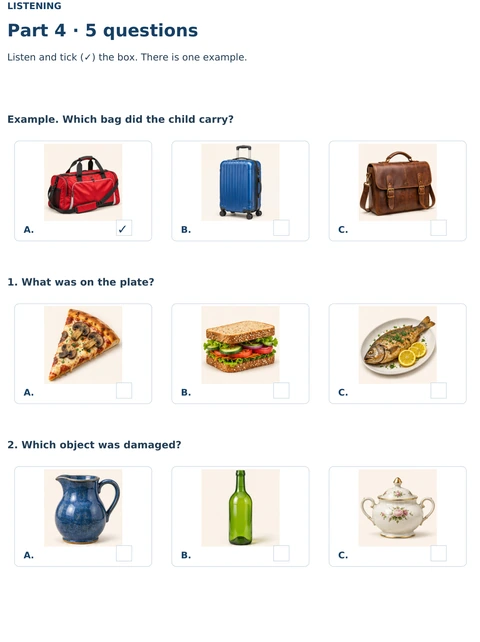 LISTENING
Part 4 · 5 questions
Listen and tick (✓) the box. There is one example.
Example. Which bag did the child carry?
A. ✓ B. C.
1. What was on the plate?
A. B. C.
2. Which object was damaged?
A. B. C.